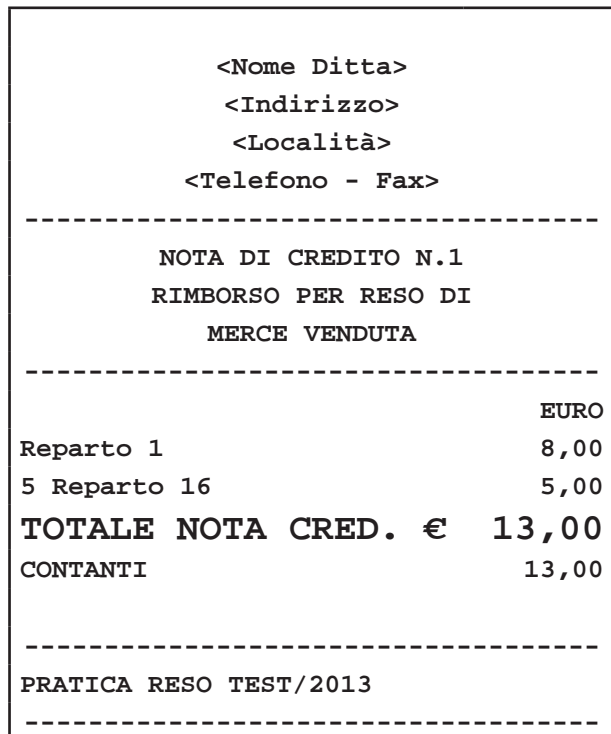 <Nome Ditta>
<Indirizzo>
<Località>
<Telefono - Fax>
------------------------------------
NOTA DI CREDITO N.1
RIMBORSO PER RESO DI
MERCE VENDUTA
------------------------------------
EURO
Reparto 1 8,00
5 Reparto 16 5,00
TOTALE NOTA CRED. € 13,00
CONTANTI 13,00
------------------------------------
PRATICA RESO TEST/2013
------------------------------------